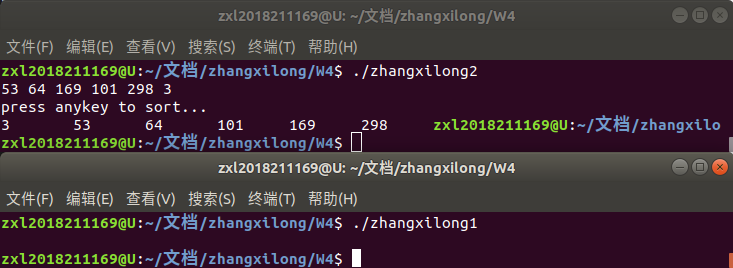 zxl2018211169@U: ~/文档/zhangxilong/W4
文件(F) 编辑(E) 查看(V) 搜索(S) 终端(T) 帮助(H)
zxl2018211169@U:~/文档/zhangxilong/W4$ ./zhangxilong2
53 64 169 101 298 3
press anykey to sort...
3 53 64 101 169 298 zxl2018211169@U:~/文档/zhangxilo
zxl2018211169@U:~/文档/zhangxilong/W4$
zxl2018211169@U: ~/文档/zhangxilong/W4
文件(F) 编辑(E) 查看(V) 搜索(S) 终端(T) 帮助(H)
zxl2018211169@U:~/文档/zhangxilong/W4$ ./zhangxilong1
zxl2018211169@U:~/文档/zhangxilong/W4$